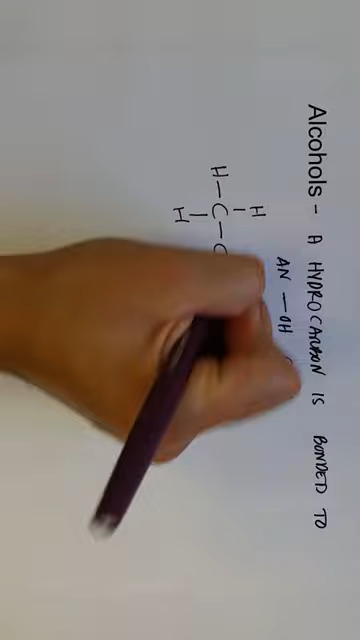 Alcohols - A HYDROCARBON IS BONDED TO
AN -OH
H
H-C-C
H